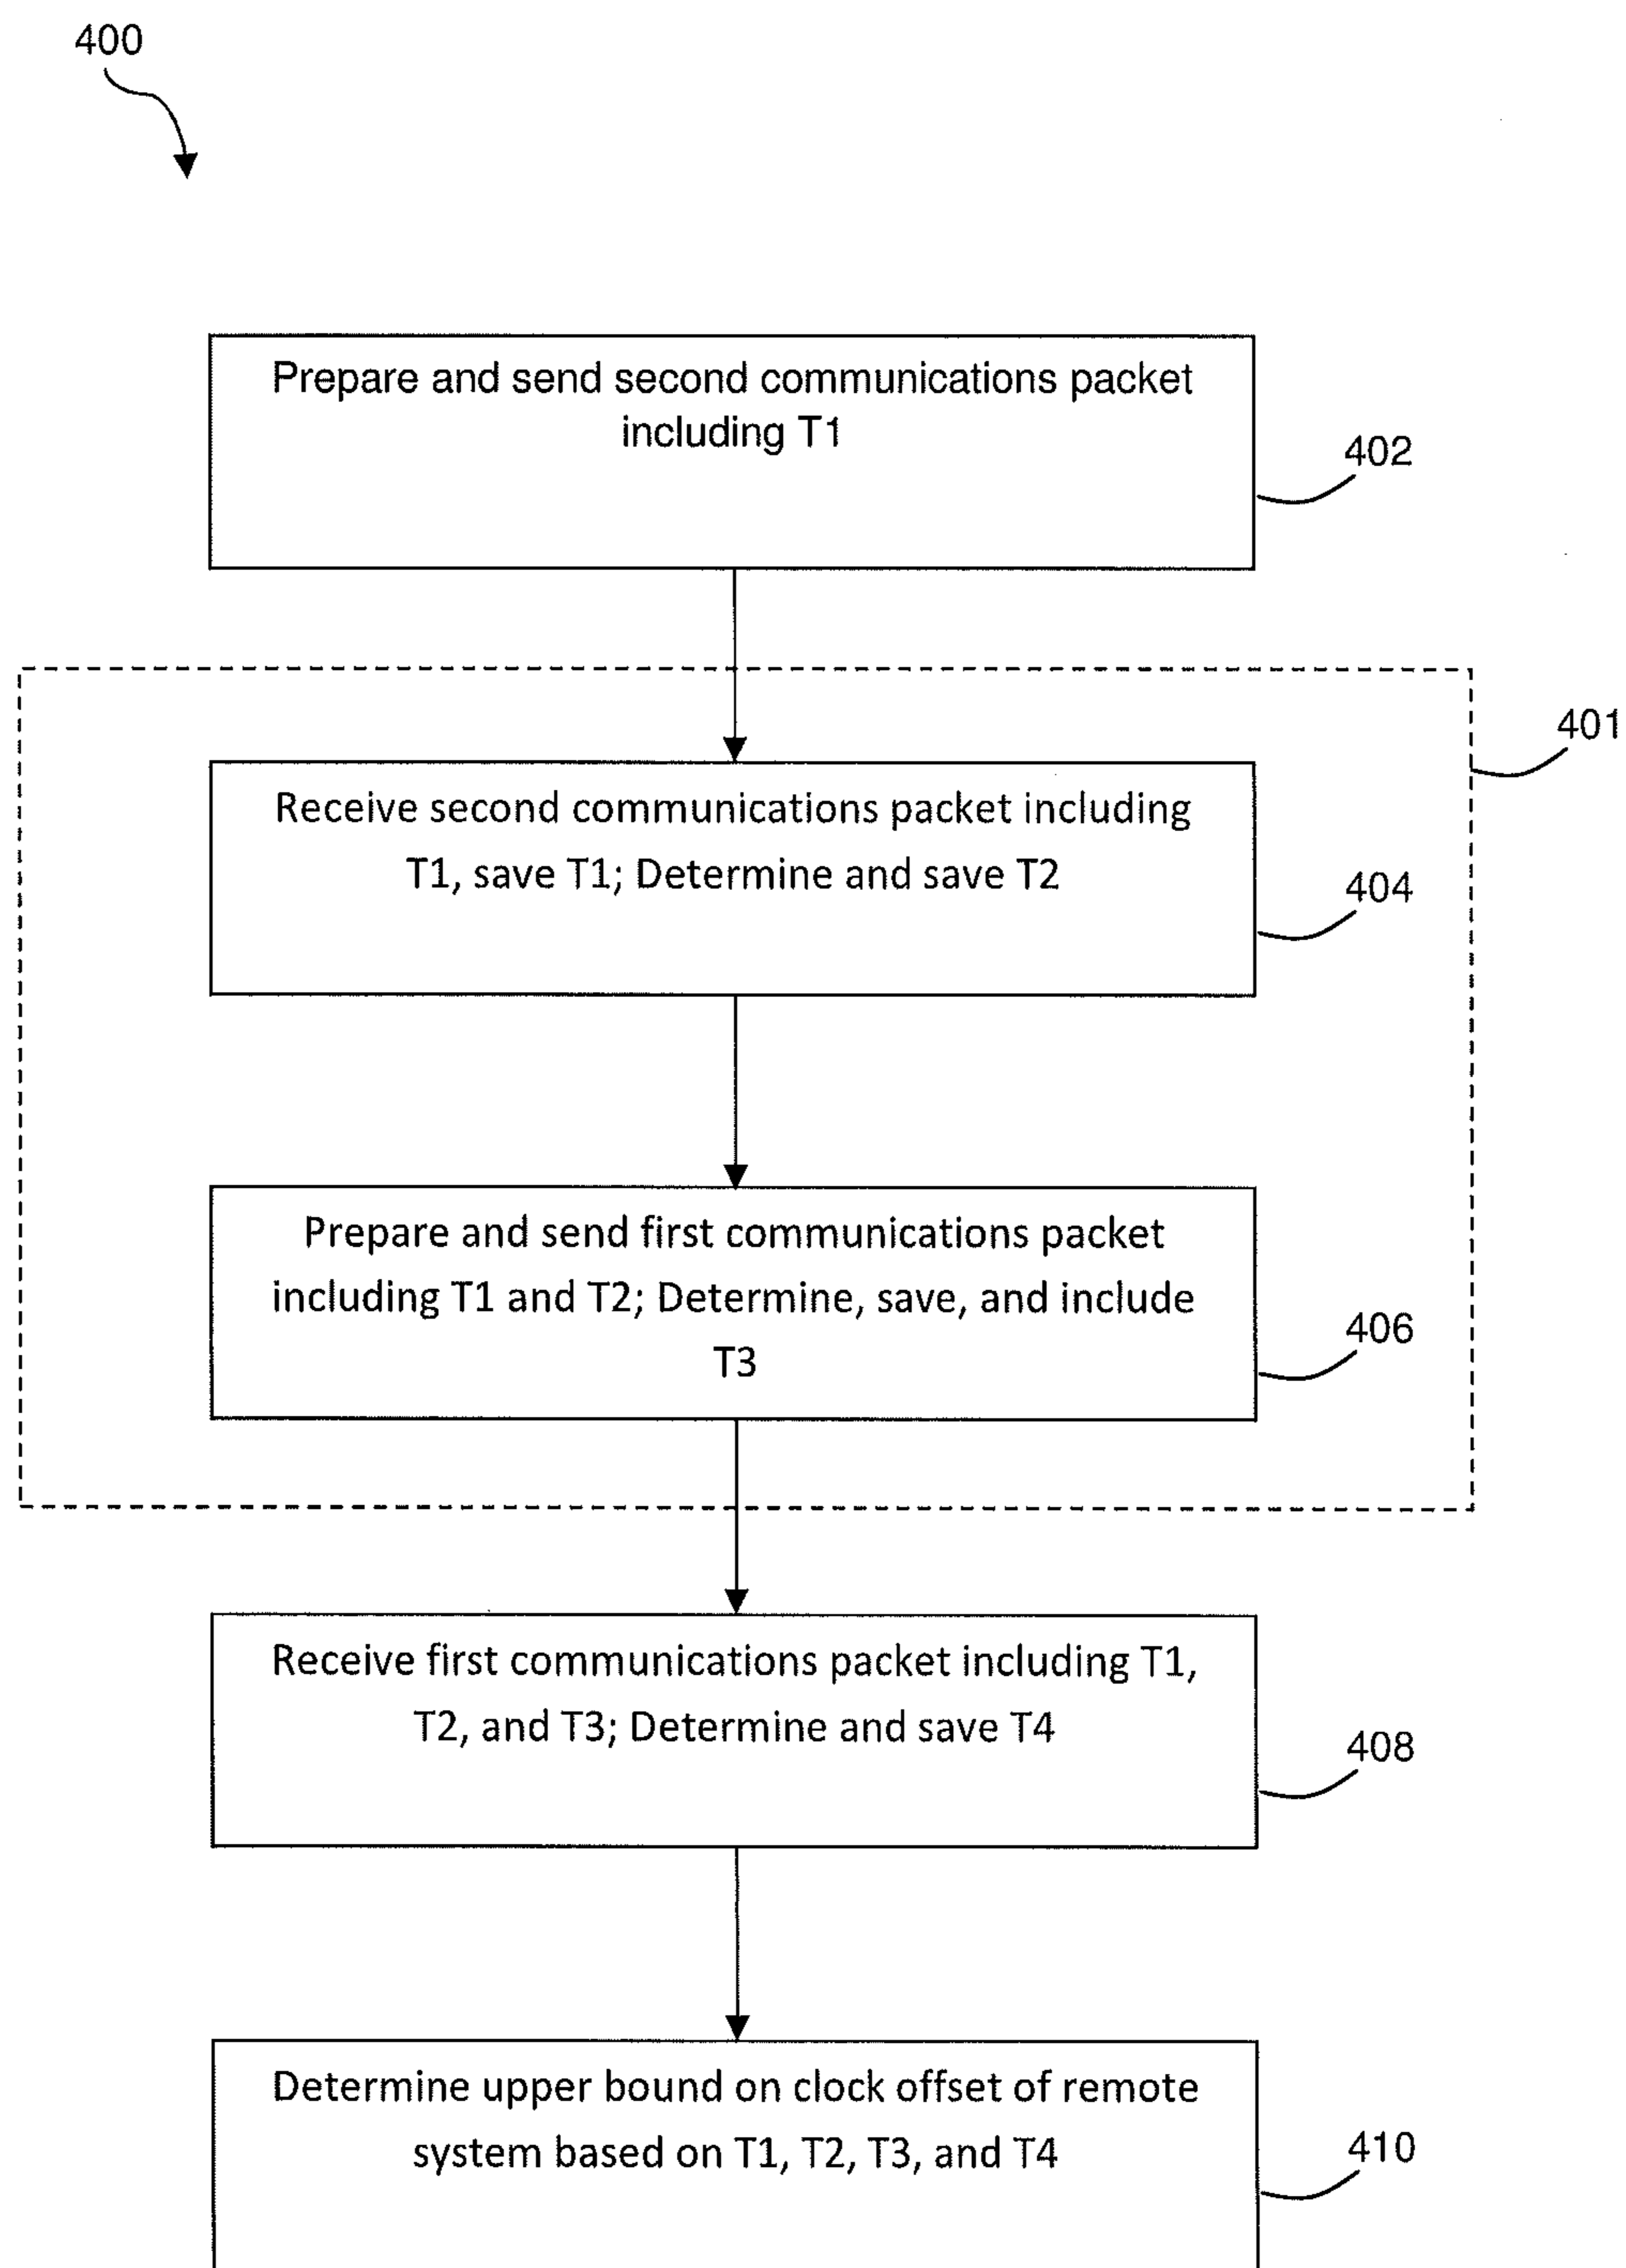 400
Prepare and send second communications packet
including T1
402
401
Receive second communications packet including
T1, save T1; Determine and save T2
404
Prepare and send first communications packet
including T1 and T2; Determine, save, and include
T3
406
Receive first communications packet including T1,
T2, and T3; Determine and save T4
408
Determine upper bound on clock offset of remote
system based on T1, T2, T3, and T4
410